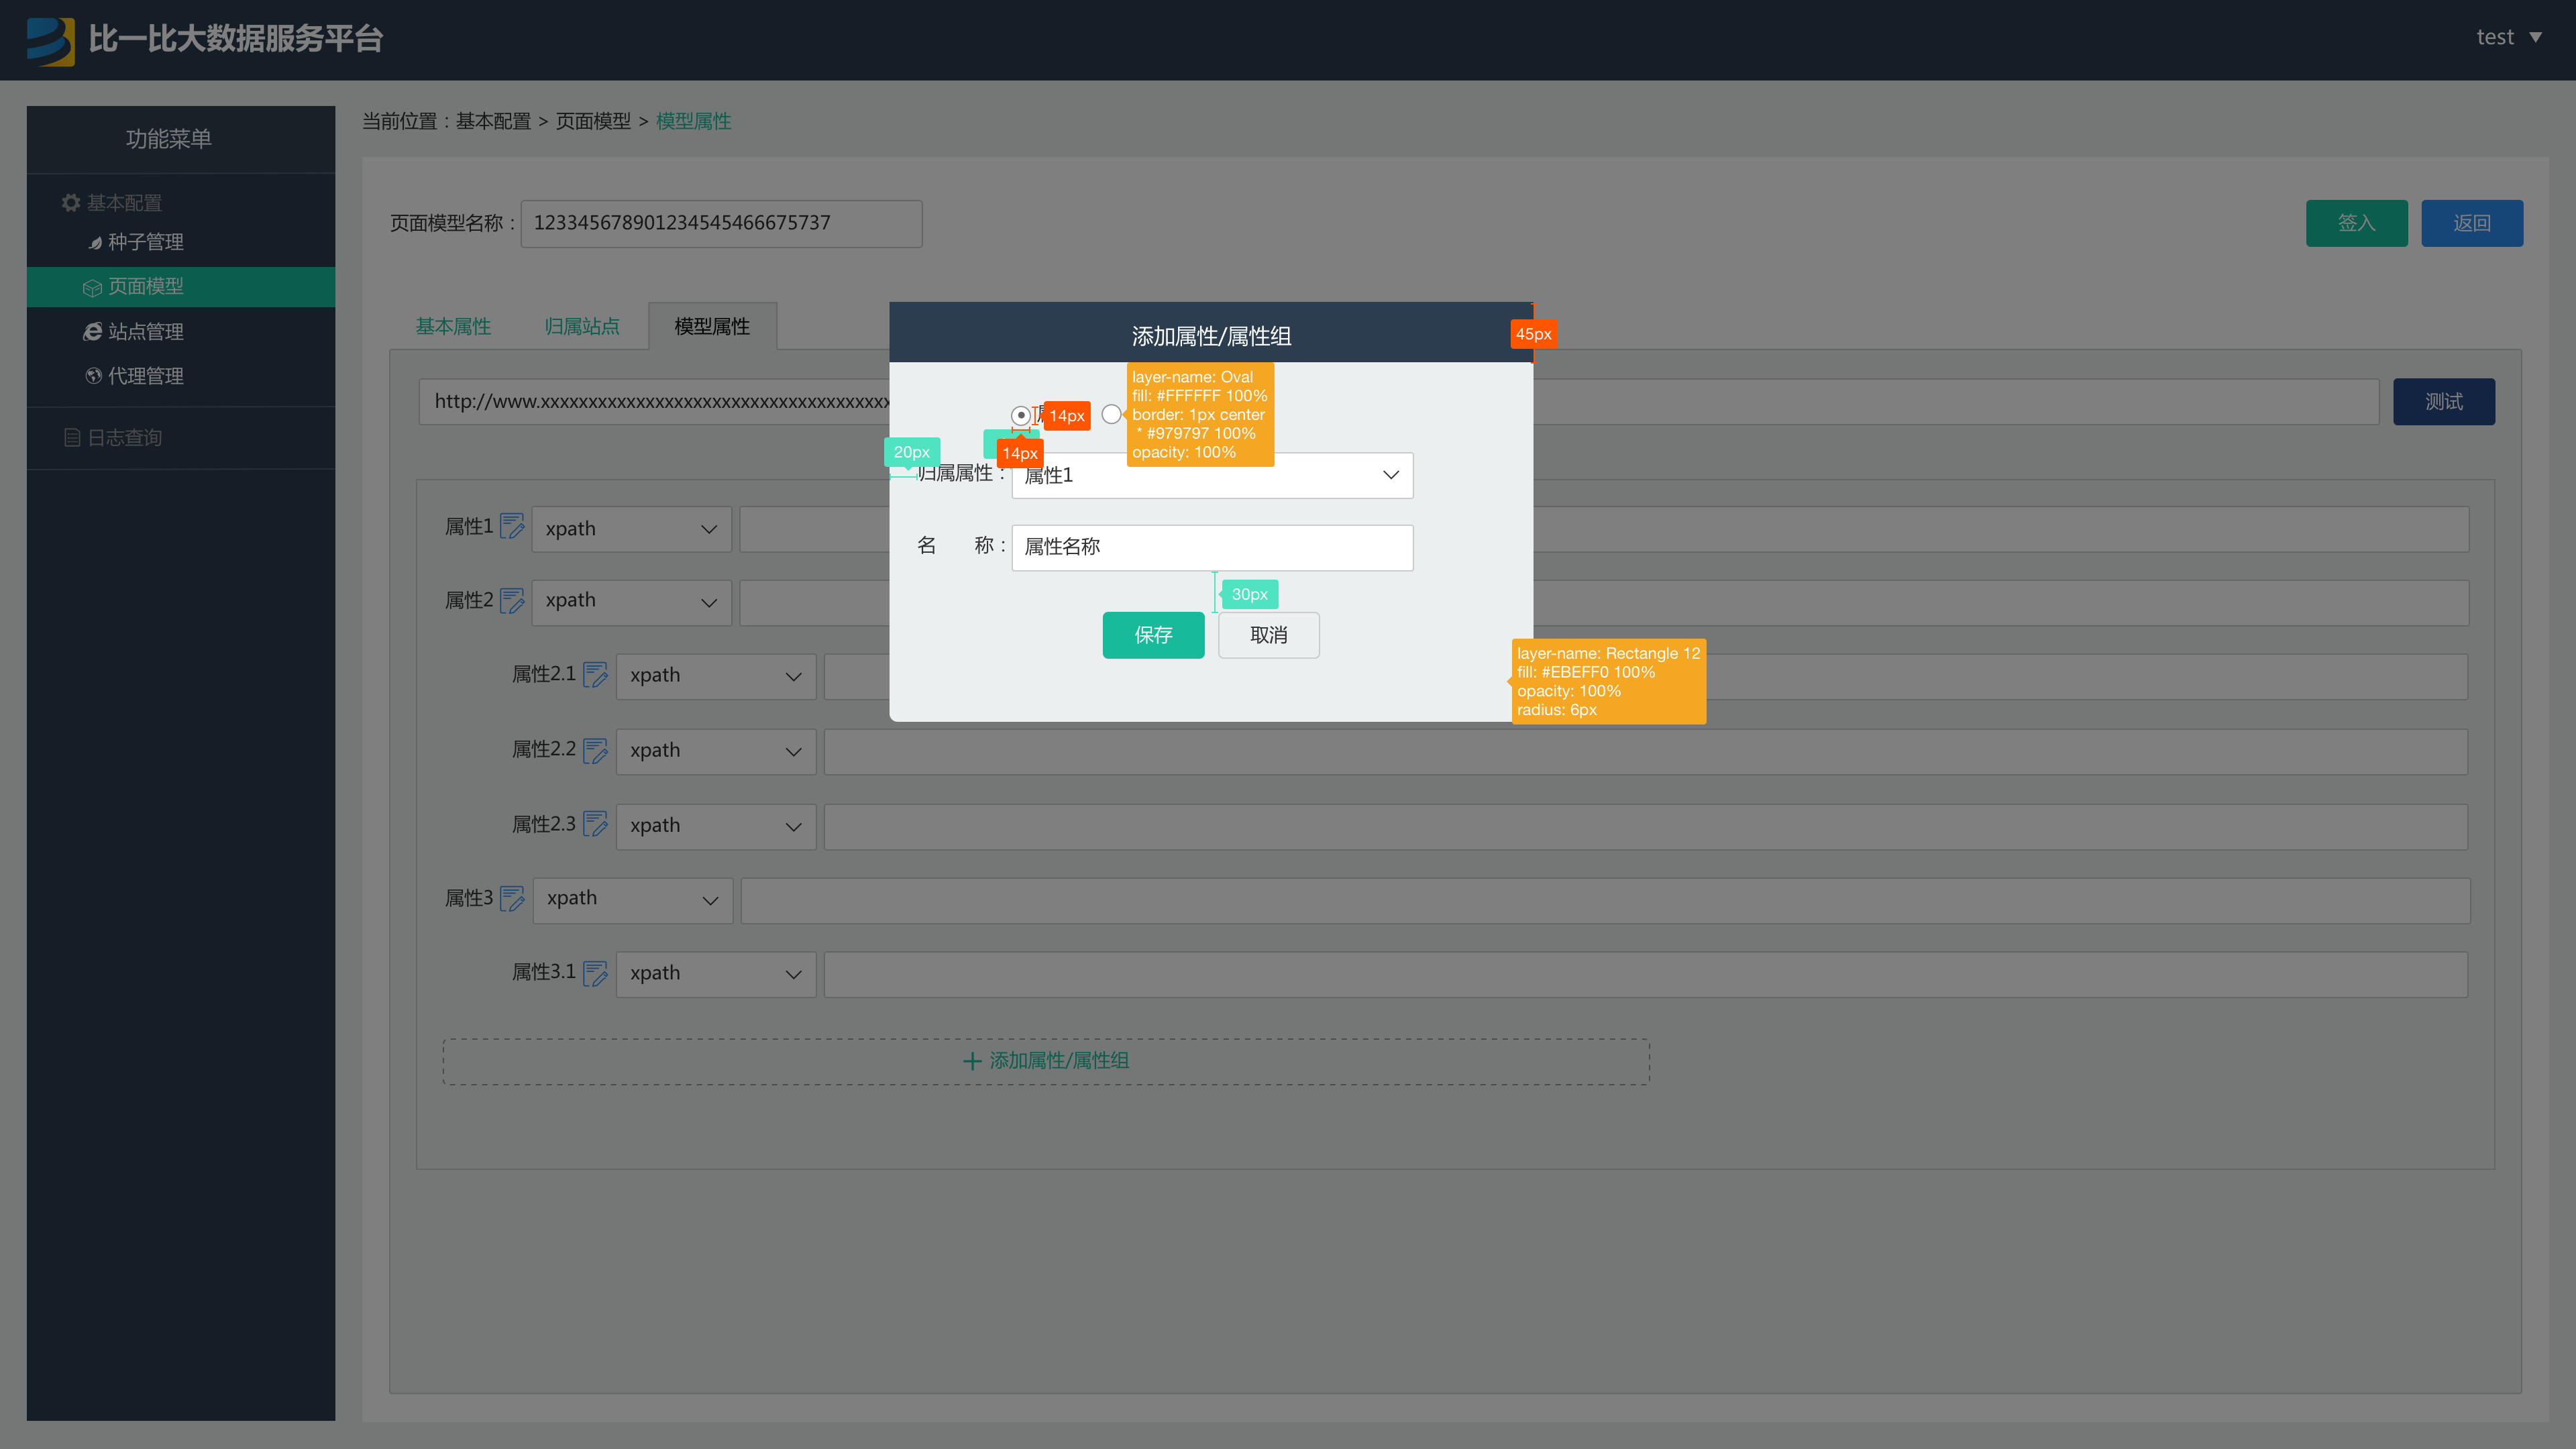 比一比大数据服务平台
test
功能菜单
基本配置
种子管理
页面模型
站点管理
代理管理
日志查询
当前位置：基本配置 > 页面模型 > 模型属性
页面模型名称：
123345678901234545466675737
签入
返回
基本属性
归属站点
模型属性
测试
属性1
xpath
属性2
xpath
属性2.1
xpath
属性2.2
xpath
属性2.3
xpath
属性3
xpath
属性3.1
xpath
添加属性/属性组
添加属性/属性组
45px
14px
14px
layer-name: Oval
fill: #FFFFFF 100%
border: 1px center
* #979797 100%
opacity: 100%
20px
归属属性：
属性1
名 称：
属性名称
30px
保存
取消
layer-name: Rectangle 12
fill: #EBEFF0 100%
opacity: 100%
radius: 6px